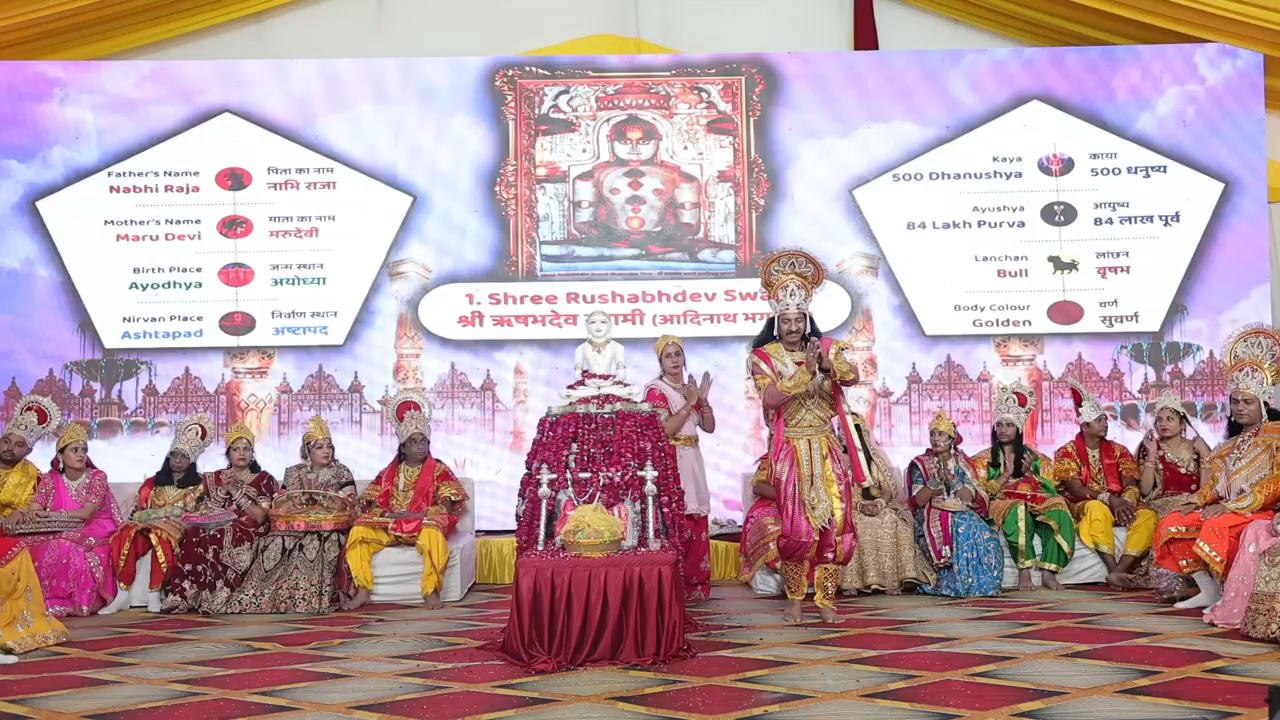 Father's Name
पिता का नाम
Nabhi Raja
नाभि राजा
Mother's Name
माता का नाम
Maru Devi
मरुदेवी
Birth Place
जन्म स्थान
Ayodhya
अयोध्या
Nirvan Place
निर्वाण स्थान
Ashtapad
अष्टापद
1. Shree Rushabhdev Swa
श्री ऋषभदेव (आदिनाथ
Kaya
काया
500 Dhanushya
500 धनुष्य
Ayushya
आयुष्य
84 Lakh Purva
84 लाख पूर्व
Lanchan
लांछन
Bull
वृषभ
Body Colour
वर्ण
Golden
सुवर्ण